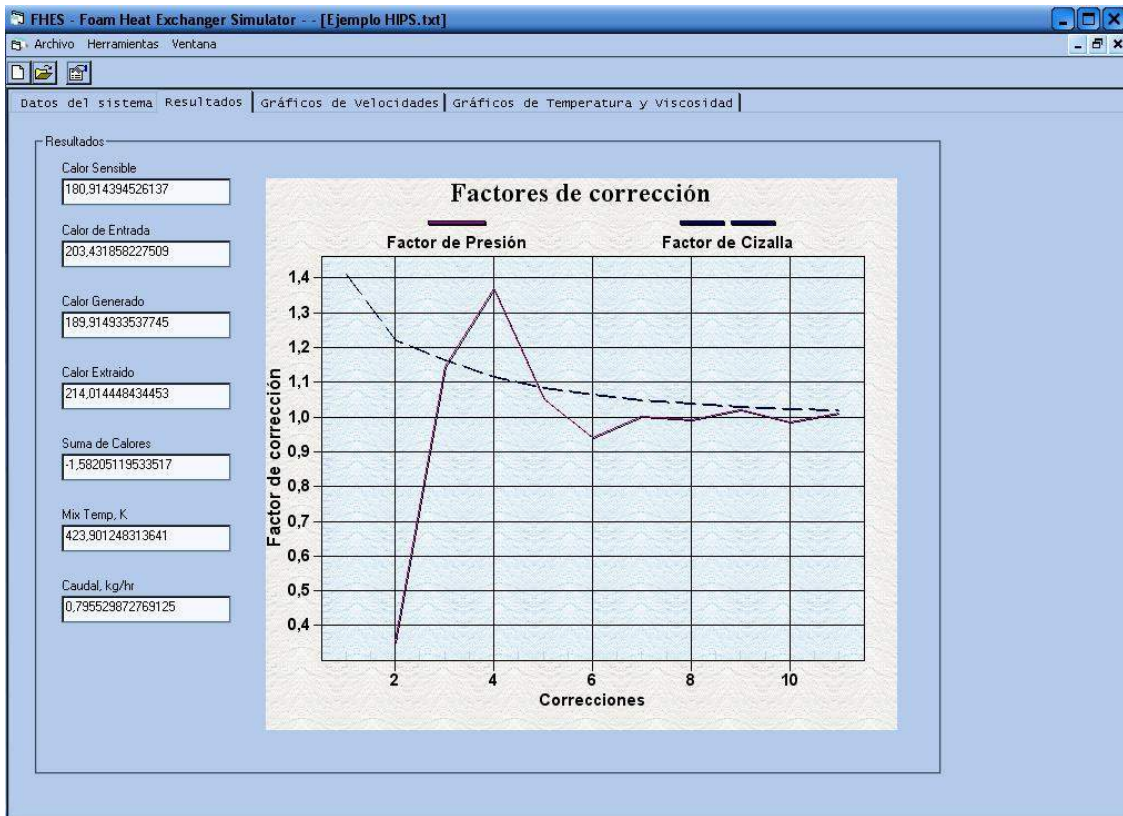 FHES - Foam Heat Exchanger Simulator - - [Ejemplo HIPS.txt]
Archivo Herramientas Ventana
Datos del sistema Resultados Gráficos de Velocidades Gráficos de Temperatura y Viscosidad
Resultados
Calor Sensible
180,914394526137
Calor de Entrada
203,431858227509
Calor Generado
189,914933537745
Calor Extraido
214,014448434453
Suma de Calores
-1,58205119533517
Mix Temp, K
423,901248313641
Caudal, kg/hr
0,795529872769125
Factores de corrección
Factor de Presión Factor de Cizalla
Factor de corrección
1,4
1,3
1,2
1,1
1,0
0,9
0,8
0,7
0,6
0,5
0,4
2 4 6 8 10
Correcciones